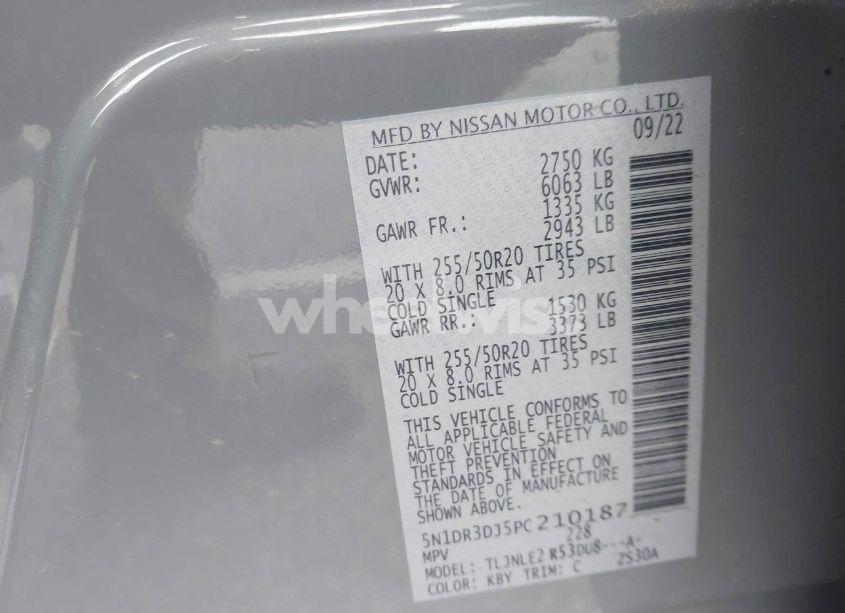 MFD BY NISSAN MOTOR CO., LTD.
DATE: 09/22
GVWR: 2750 KG
6063 LB
GAWR FR.: 1335 KG
2943 LB
WITH 255/50R20 TIRES
20 X 8.0 RIMS AT 35 PSI
COLD SINGLE
GAWR RR.: 1530 KG
3373 LB
WITH 255/50R20 TIRES
20 X 8.0 RIMS AT 35 PSI
COLD SINGLE
THIS VEHICLE CONFORMS TO
ALL APPLICABLE FEDERAL
MOTOR VEHICLE SAFETY AND
THEFT PREVENTION
STANDARDS IN EFFECT ON
THE DATE OF MANUFACTURE
SHOWN ABOVE.
5N1DR3DJ5PC210187
MPV 228
MODEL: TLJNLE2 R53DU8---A-
COLOR: KBY TRIM: C ZS30A